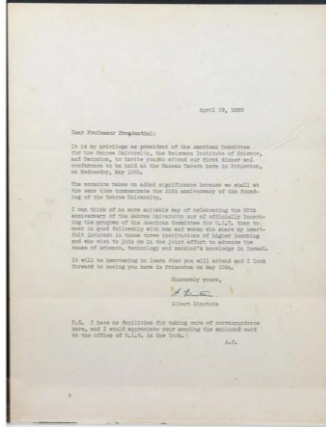 April 19, 1950
Dear Professor Freudenthal:
It is my privilege as president of the American Committee
for the Hebrew University, the Weizmann Institute of Science,
and Technion, to invite you to attend our first dinner and
conference to be held at the Nassau Tavern here in Princeton,
on Wednesday, May 10th.
The occasion takes on added significance because we shall at
the same time commemorate the 25th anniversary of the found-
ing of the Hebrew University.
I can think of no more suitable way of celebrating the 25th
anniversary of the Hebrew University nor of officially launch-
ing the program of the American Committee for U.I.T. than to
meet in good fellowship with men and women who share my heart-
felt interest in these three institutions of higher learning
and who wish to join me in the joint effort to advance the
cause of science, technology and mankind's knowledge in Israel.
It will be heartening to learn that you will attend and I look
forward to seeing you here in Princeton on May 10th.
Sincerely yours,
A. Einstein.
Albert Einstein
P.S. I have no facilities for taking care of correspondence
here, and I would appreciate your sending the enclosed card
to the office of in New York.
A.E.